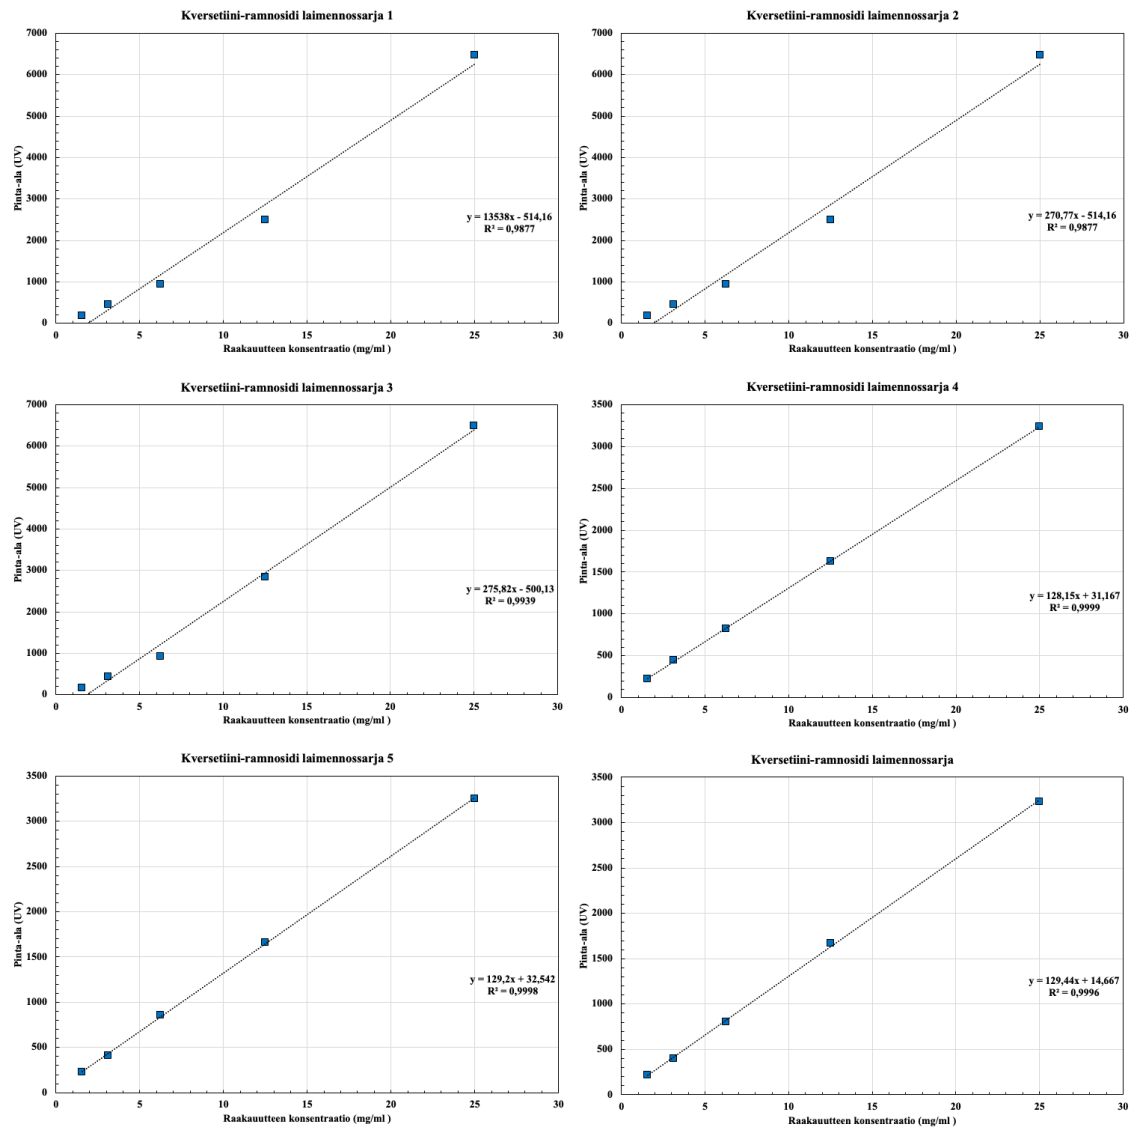 Kversetiini-ramnosidi laimennossarja 1
7000
6000
5000
4000
3000
2000
1000
0
Pinta-ala (UV)
y = 13538x - 514,16
R² = 0,9877
0 5 10 15 20 25 30
Raakauutteen konsentraatio (mg/ml )
Kversetiini-ramnosidi laimennossarja 2
7000
6000
5000
4000
3000
2000
1000
0
Pinta-ala (UV)
y = 270,77x - 514,16
R² = 0,9877
0 5 10 15 20 25 30
Raakauutteen konsentraatio (mg/ml )
Kversetiini-ramnosidi laimennossarja 3
7000
6000
5000
4000
3000
2000
1000
0
Pinta-ala (UV)
y = 275,82x - 500,13
R² = 0,9939
0 5 10 15 20 25 30
Raakauutteen konsentraatio (mg/ml )
Kversetiini-ramnosidi laimennossarja 4
3500
3000
2500
2000
1500
1000
500
0
Pinta-ala (UV)
y = 128,15x + 31,167
R² = 0,9999
0 5 10 15 20 25 30
Raakauutteen konsentraatio (mg/ml )
Kversetiini-ramnosidi laimennossarja 5
3500
3000
2500
2000
1500
1000
500
0
Pinta-ala (UV)
y = 129,2x + 32,542
R² = 0,9998
0 5 10 15 20 25 30
Raakauutteen konsentraatio (mg/ml )
Kversetiini-ramnosidi laimennossarja
3500
3000
2500
2000
1500
1000
500
0
Pinta-ala (UV)
y = 129,44x + 14,667
R² = 0,9996
0 5 10 15 20 25 30
Raakauutteen konsentraatio (mg/ml )